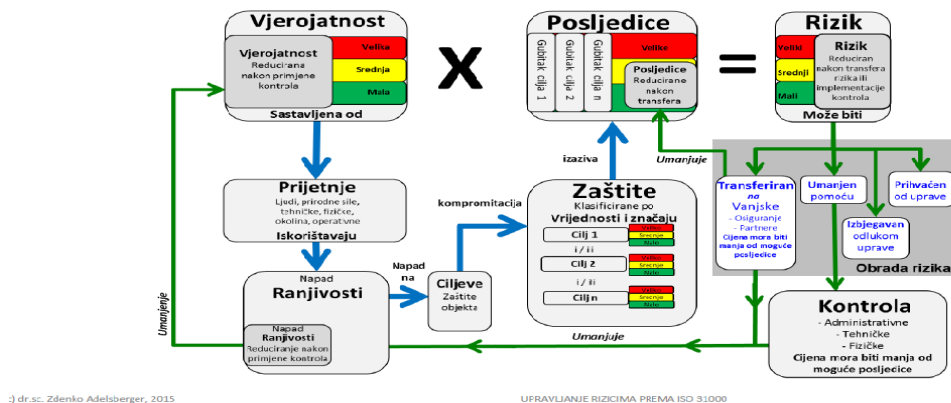 Vjerojatnost
Vjerojatnost
Reducirana
nakon primjene
kontrola
Velika
Srednja
Mala
Sastavljena od
X
Posljedice
Gubitak cilja 1
Gubitak cilja 2
Gubitak cilja n
Velike
Posljedice
Reducirane
nakon
transfera
=
Rizik
Veliki
Srednji
Mali
Rizik
Reduciran
nakon transfera
rizika ili
implementacije
kontrola
Može biti
izaziva
Umanjuje
Prijetnje
Ljudi, prirodne sile,
tehničke, fizičke,
okolina, operativne
Iskorištavaju
kompromitacija
Zaštite
Klasificirane po
Vrijednosti i značaju
Cilj 1
Velike
Srednje
Male
i / ili
Cilj 2
Velike
Srednje
Male
i / ili
Cilj n
Velike
Srednje
Male
Transferiran
na
Vanjske
- Osiguranje
- Partnere
Cijena mora biti
manja od moguće
posljedice
Umanjen
pomoću
Izbjegavan
odlukom
uprave
Prihvaćen
od uprave
Obrada rizika
Napad
Ranjivosti
Napad
Ranjivosti
Reduciranje nakon
primjene kontrola
Napad
na
Ciljeve
Zaštite
objekta
Umanjenje
Umanjuje
Kontrola
- Administrativne
- Tehničke
- Fizičke
Cijena mora biti manja od
moguće posljedice
:) dr.sc. Zdenko Adelsberger, 2015
UPRAVLJANJE RIZICIMA PREMA ISO 31000